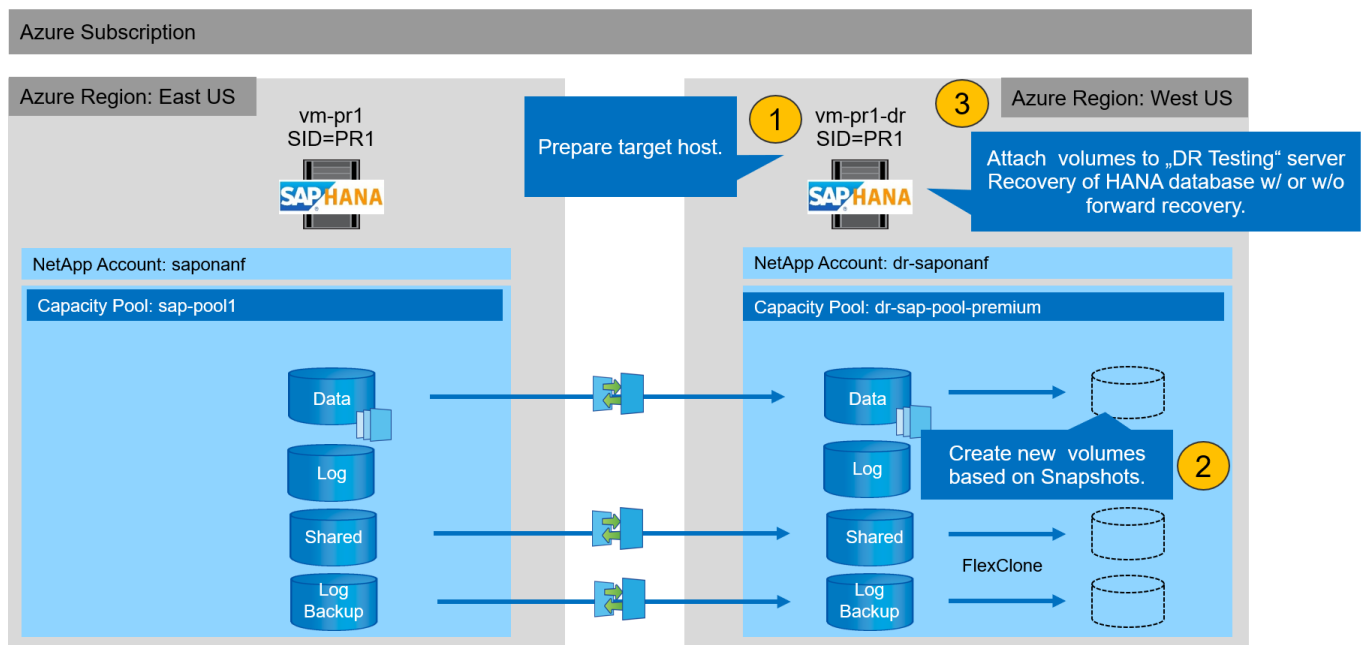 Azure Subscription
Azure Region: East US
vm-pr1
SID=PR1
SAP HANA
NetApp Account: saponanf
Capacity Pool: sap-pool1
Data
Log
Shared
Log
Backup
Prepare target host.
1
vm-pr1-dr
SID=PR1
SAP HANA
3
Azure Region: West US
Attach volumes to „DR Testing“ server
Recovery of HANA database w/ or w/o
forward recovery.
NetApp Account: dr-saponanf
Capacity Pool: dr-sap-pool-premium
Data
Log
Create new volumes
based on Snapshots.
2
Shared
FlexClone
Log
Backup